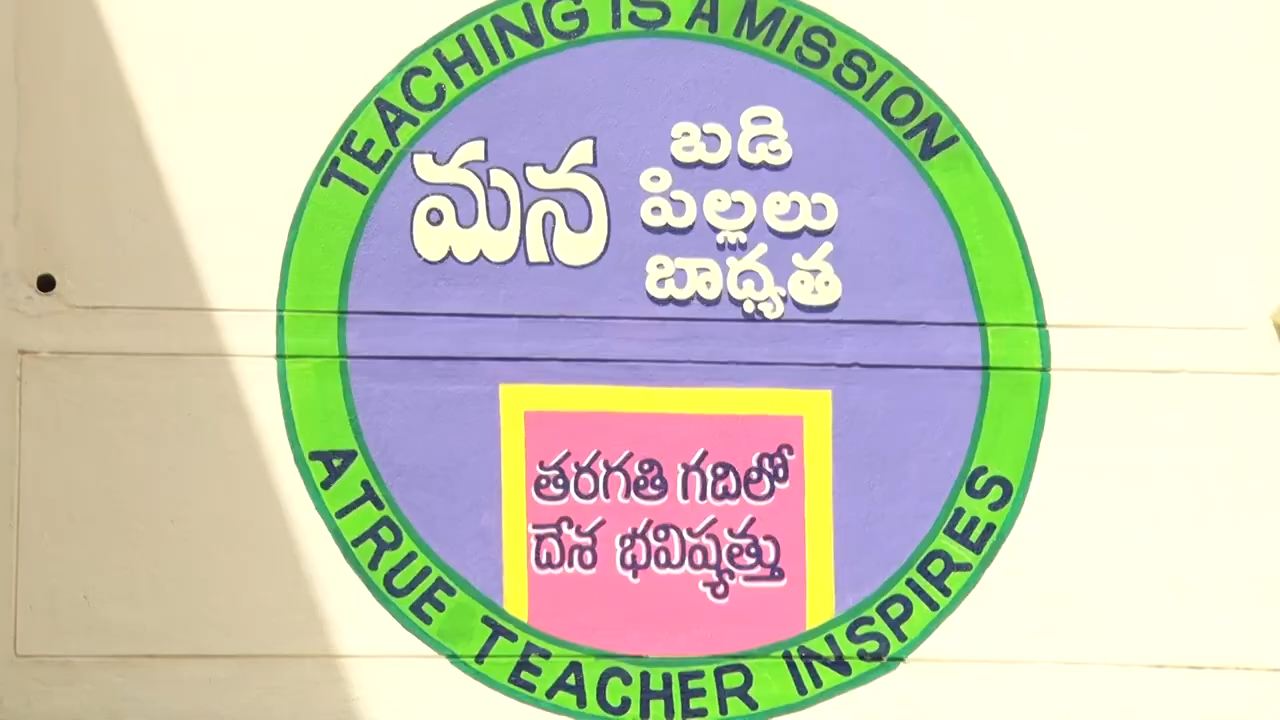 TEACHING IS A MISSION
మన
బడి
పిల్లలు
బాధ్యత
తరగతి గదిలో
దేశ భవిష్యత్తు
A TRUE TEACHER INSPIRES